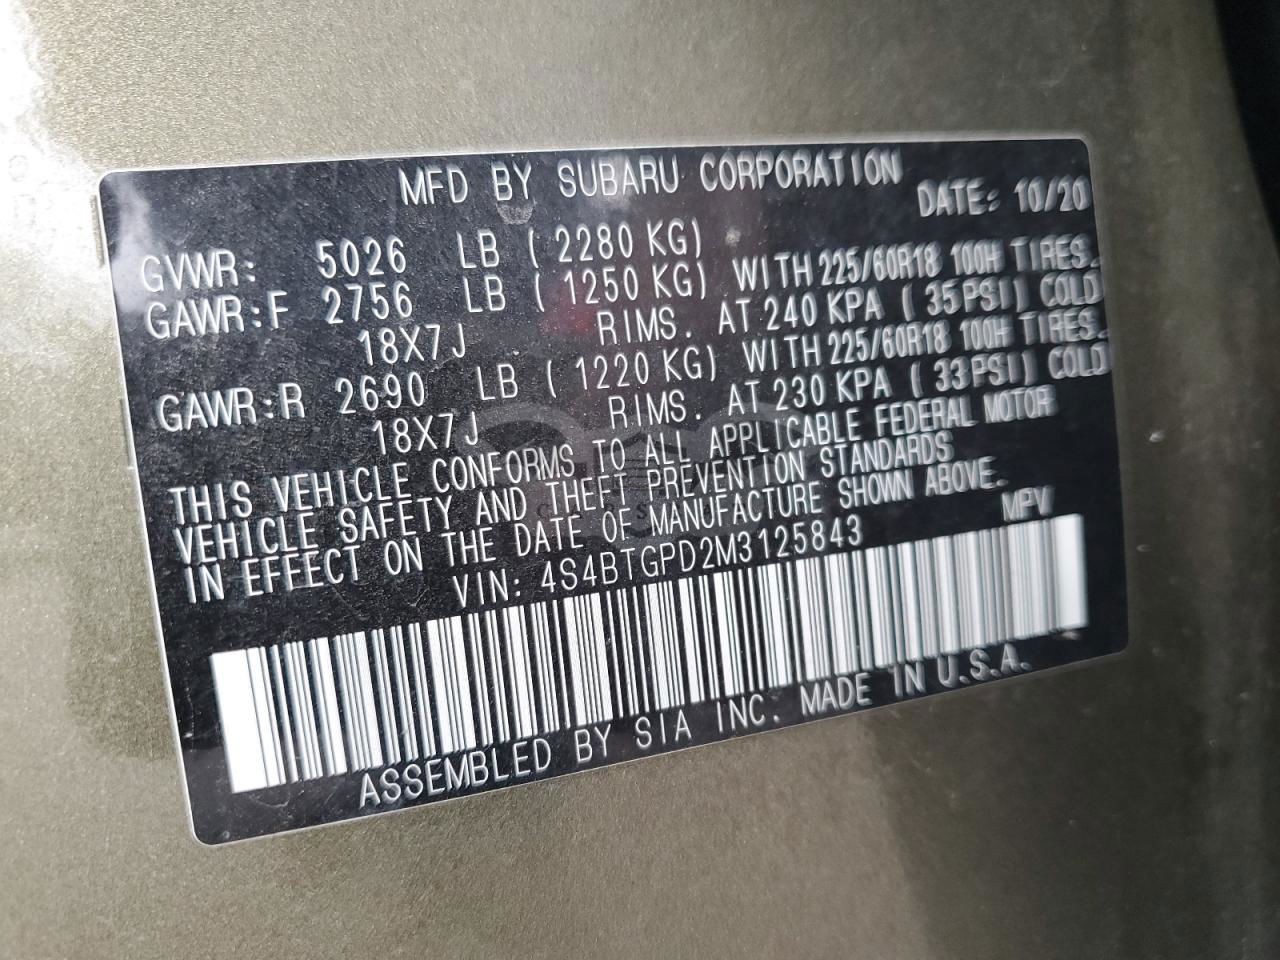 MFD BY SUBARU CORPORATION
DATE: 10/20
GVWR: 5026 LB ( 2280 KG)
GAWR:F 2756 LB ( 1250 KG) WITH 225/60R18 100H TIRES.
18X7J RIMS. AT 240 KPA ( 35PSI) COLD
GAWR:R 2690 LB ( 1220 KG) WITH 225/60R18 100H TIRES.
18X7J RIMS. AT 230 KPA ( 33PSI) COLD
THIS VEHICLE CONFORMS TO ALL APPLICABLE FEDERAL MOTOR
VEHICLE SAFETY AND THEFT PREVENTION STANDARDS
IN EFFECT ON THE DATE OF MANUFACTURE SHOWN ABOVE.
VIN: 4S4BTGPD2M3125843 MPV
ASSEMBLED BY SIA INC. MADE IN U.S.A.